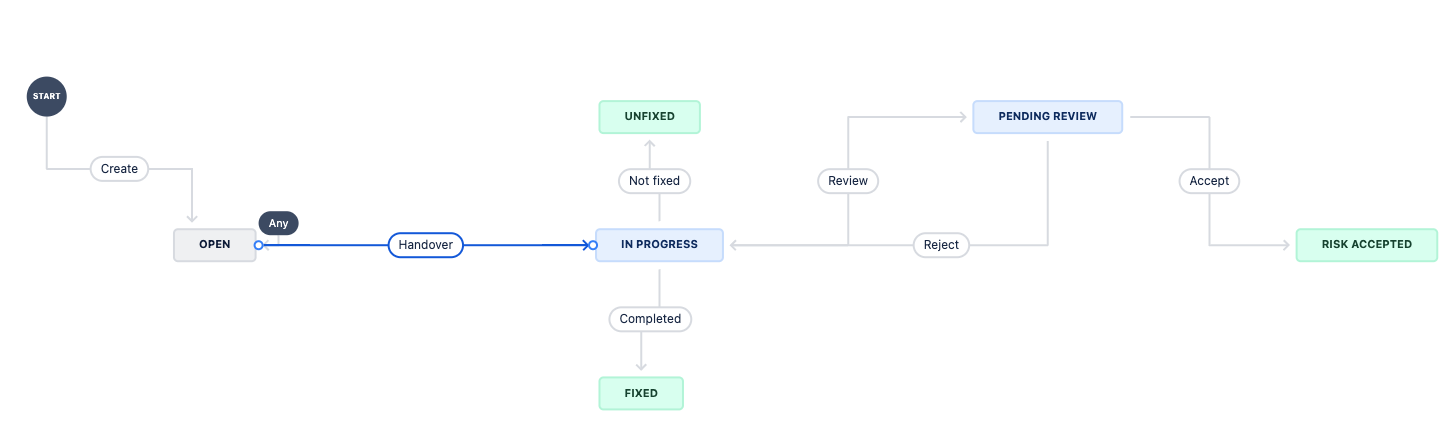 START
UNFIXED
PENDING REVIEW
Create
Not fixed
Review
Accept
Any
OPEN
Handover
IN PROGRESS
Reject
RISK ACCEPTED
Completed
FIXED